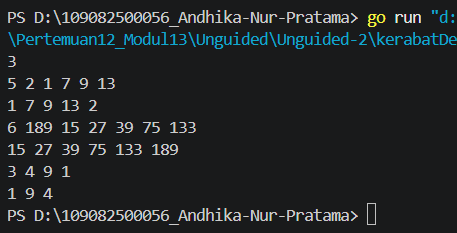 PS D:\109082500056_Andhika-Nur-Pratama> go run "d:
\Pertemuan12_Modul13\Unguided\Unguided-2\kerabatDe
3
5 2 1 7 9 13
1 7 9 13 2
6 189 15 27 39 75 133
15 27 39 75 133 189
3 4 9 1
1 9 4
PS D:\109082500056_Andhika-Nur-Pratama>